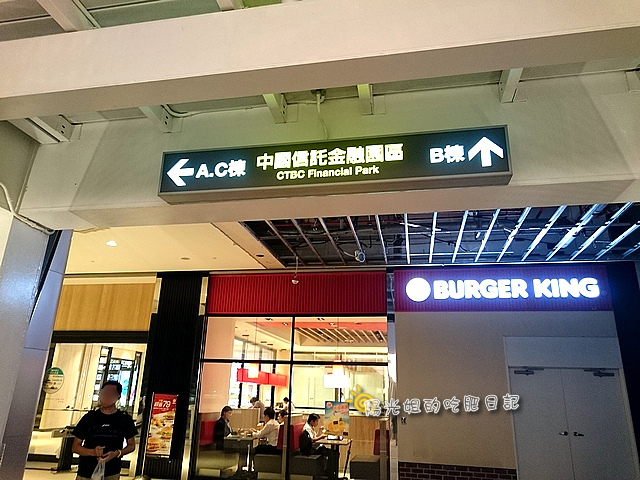 A.C棟
中國信託金融園區
CTBC Financial Park
B棟
BURGER KING
79
陽光姐的吃肥日記